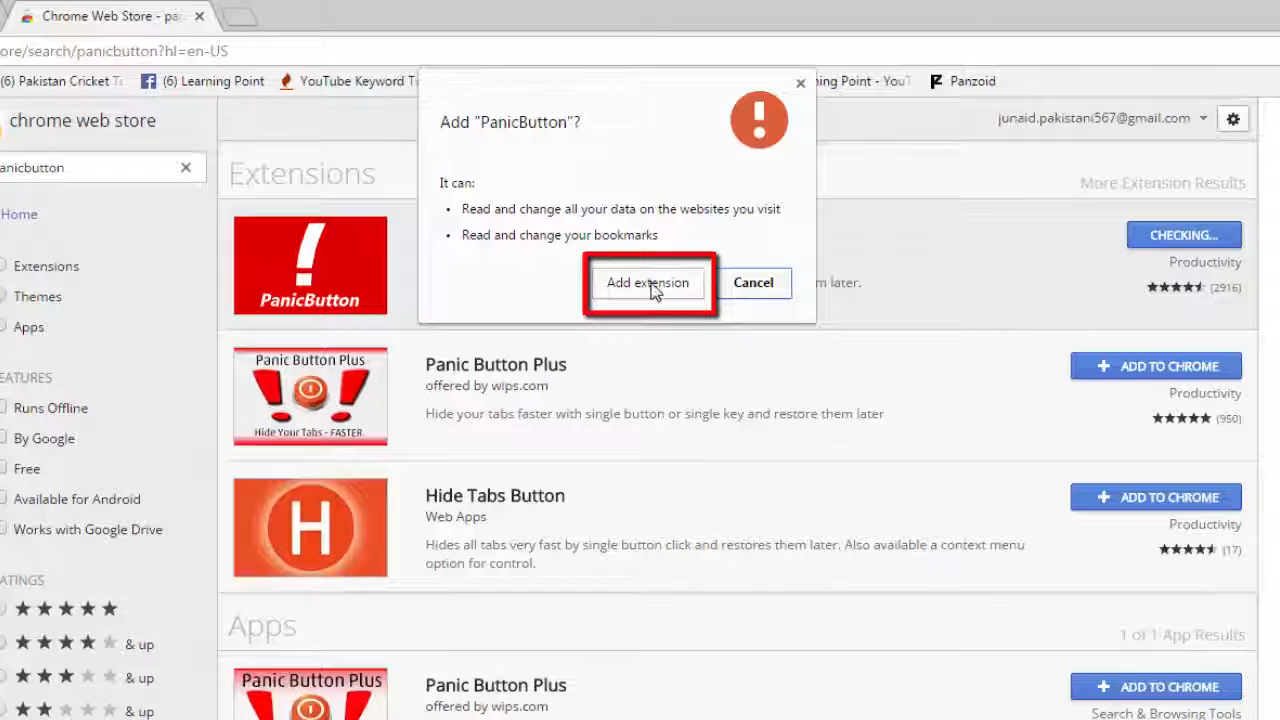 Chrome Web Store - pa
ore/search/panicbutton?hl=en-US
(6) Pakistan Cricket T
(6) Learning Point
YouTube Keyword T
ning Point - YouT
Panzoid
chrome web store
junaid.pakistani567@gmail.com
anicbutton
Home
Extensions
Themes
Apps
EATURES
Runs Offline
By Google
Free
Available for Android
Works with Google Drive
ATINGS
& up
& up
& up
Extensions
More Extension Results
Add "PanicButton"?
It can:
• Read and change all your data on the websites you visit
• Read and change your bookmarks
Add extension
Cancel
PanicButton
m later.
CHECKING...
Productivity
(2916)
Panic Button Plus
Hide Your Tabs - FASTER
Panic Button Plus
offered by wips.com
Hide your tabs faster with single button or single key and restore them later
+ ADD TO CHROME
Productivity
(950)
H
Hide Tabs Button
Web Apps
Hides all tabs very fast by single button click and restores them later. Also available a context menu
option for control.
+ ADD TO CHROME
Productivity
(17)
Apps
1 of 1 App Results
Panic Button Plus
Panic Button Plus
offered by wips.com
+ ADD TO CHROME
Search & Browsing Tools